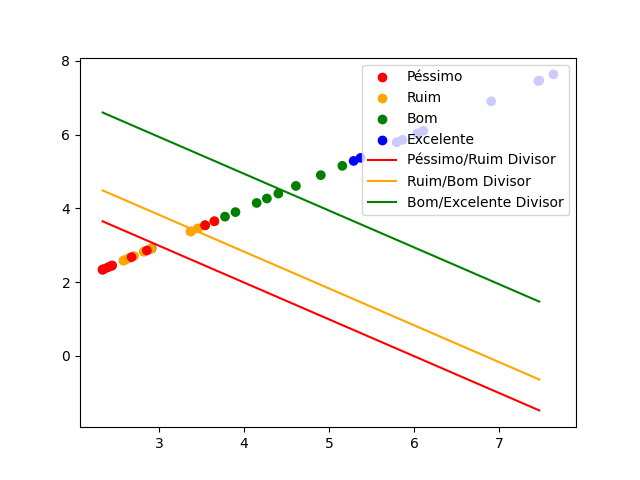 8
6
4
2
0
3 4 5 6 7
Péssimo
Ruim
Bom
Excelente
Péssimo/Ruim Divisor
Ruim/Bom Divisor
Bom/Excelente Divisor